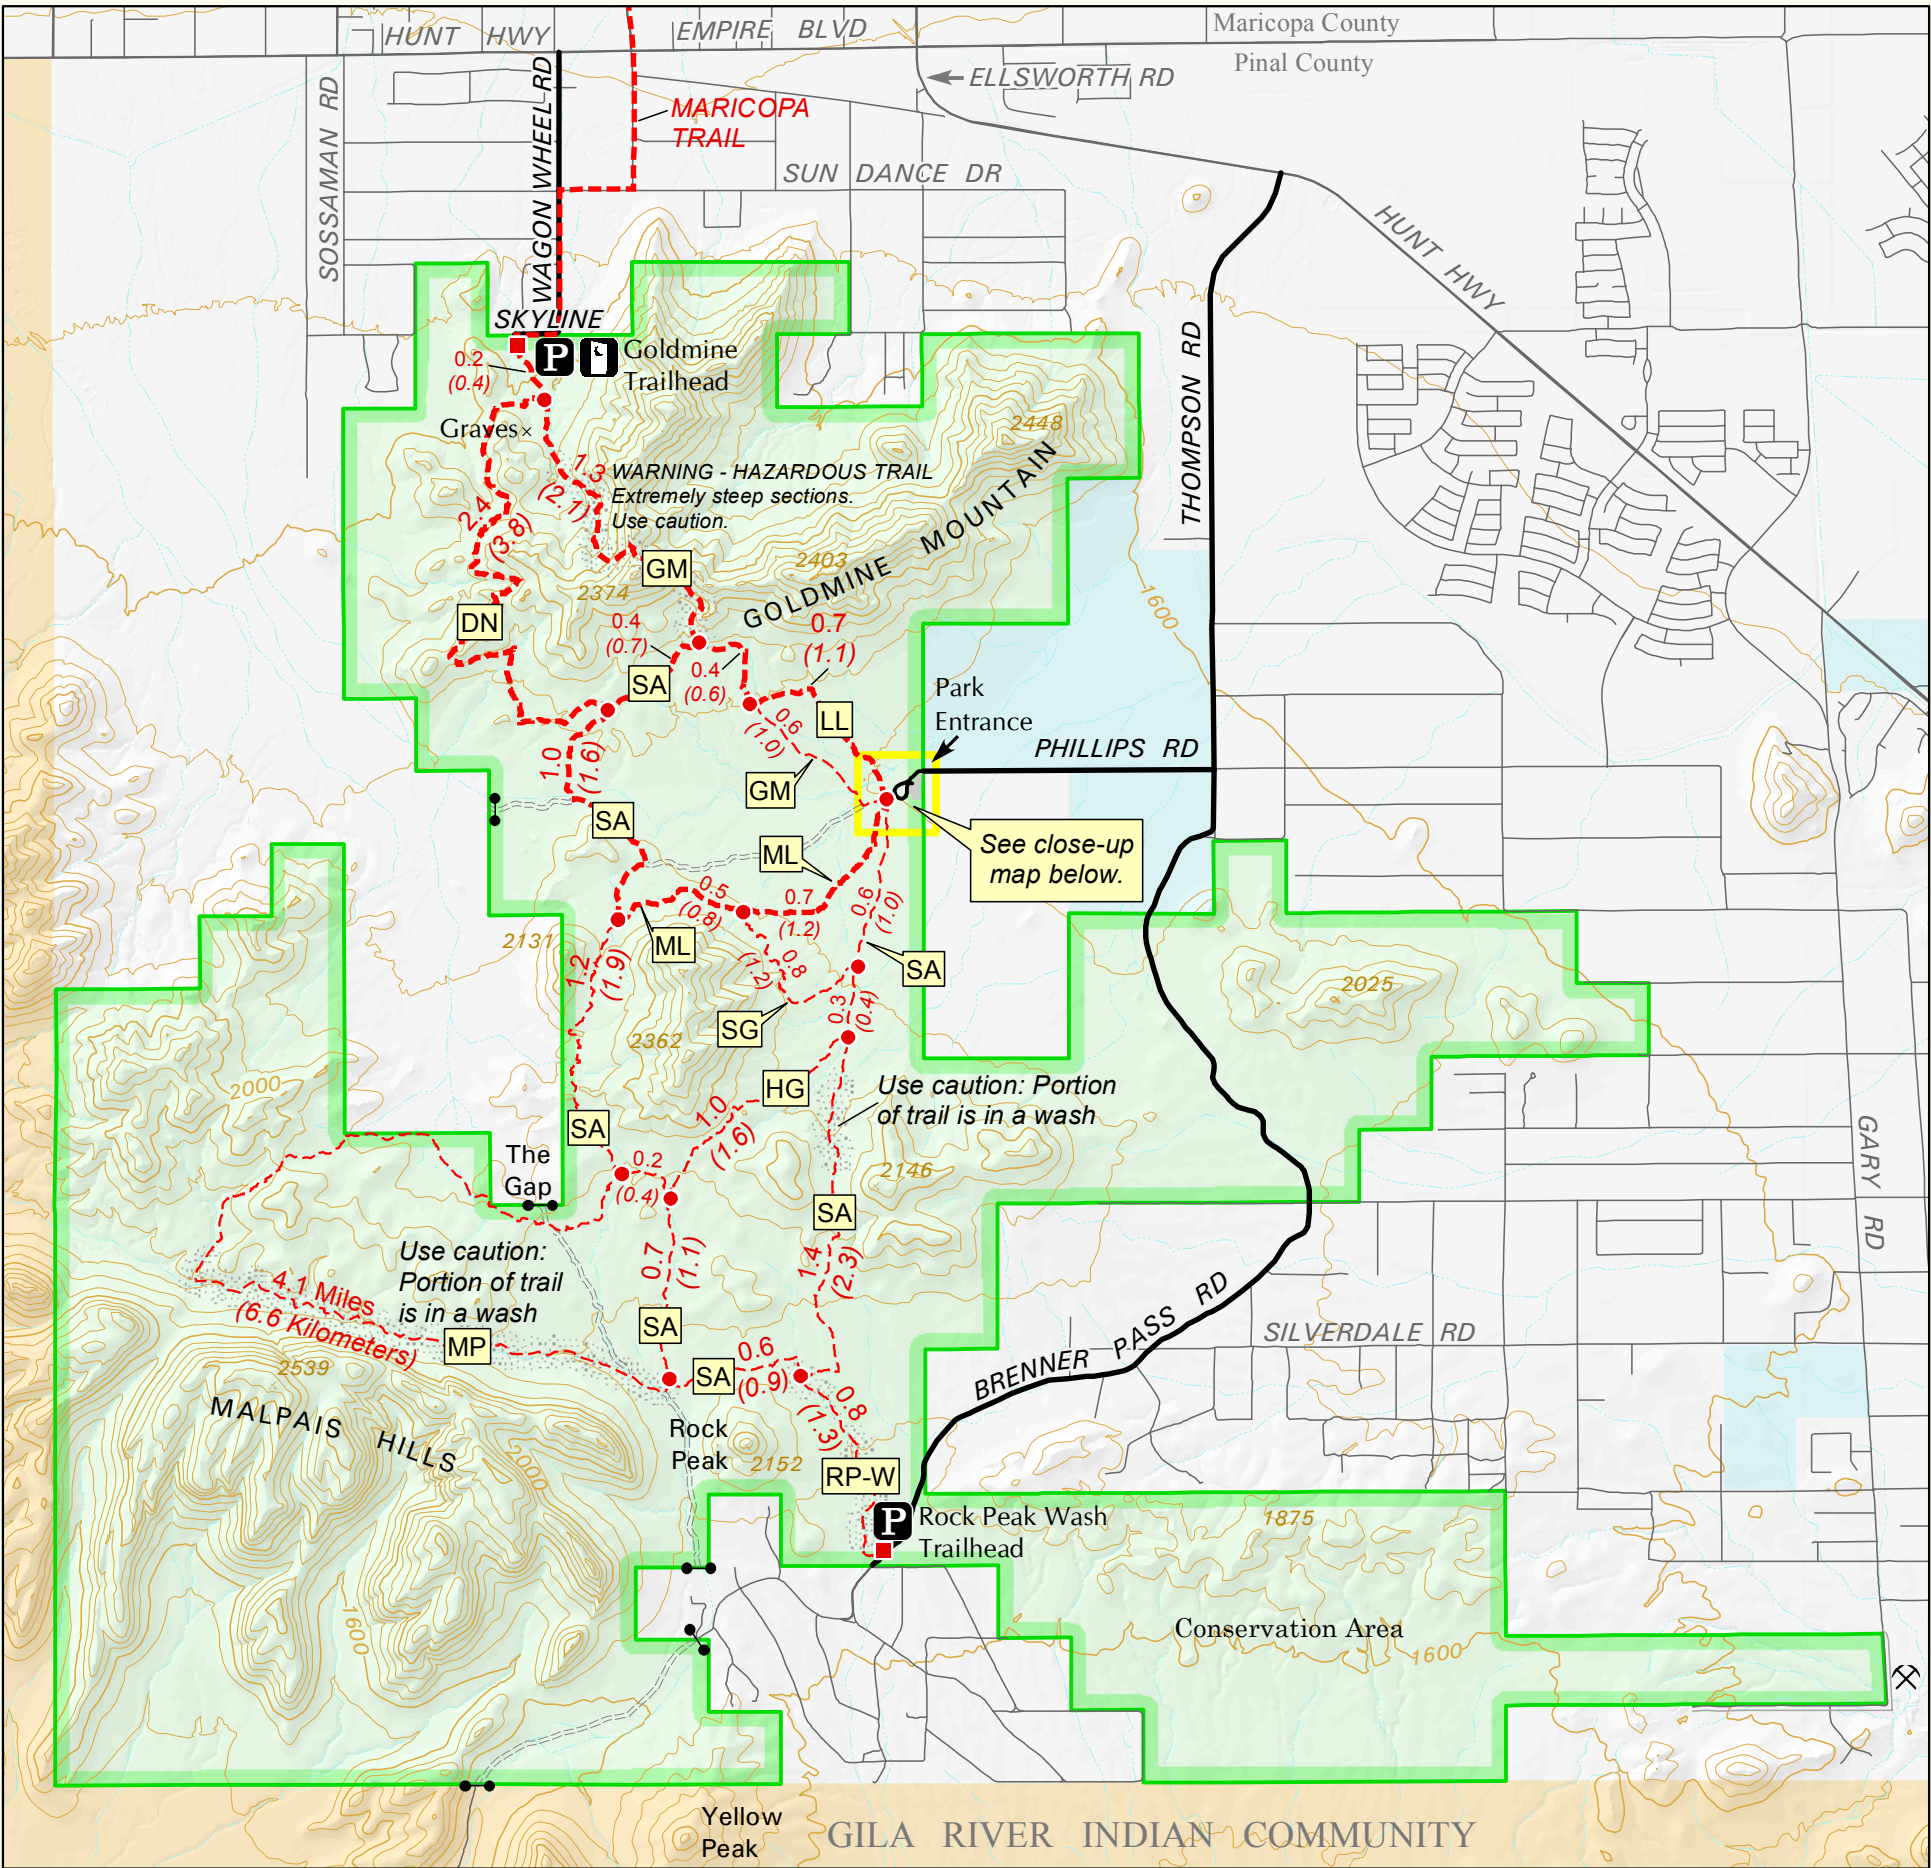 Maricopa County
HUNT HWY
EMPIRE BLVD
Pinal County
ELLSWORTH RD
SOSSAMAN RD
WAGON WHEEL RD
MARICOPA
TRAIL
SUN DANCE DR
HUNT HWY
SKYLINE
P
Goldmine
Trailhead
0.2
(0.4)
THOMPSON RD
Graves×
2448
1.3
(2.1)
WARNING - HAZARDOUS TRAIL
Extremely steep sections.
Use caution.
2.4
(3.8)
GOLDMINE MOUNTAIN
2403
GM
2374
1600
DN
0.4
(0.7)
0.7
(1.1)
0.4
(0.6)
SA
Park
Entrance
LL
0.6
(1.0)
PHILLIPS RD
1.0
(1.6)
GM
SA
See close-up
map below.
ML
0.5
(0.8)
0.7
(1.2)
0.6
(1.0)
2131
ML
1.2
(1.9)
0.8
(1.2)
SA
2025
0.3
(0.4)
SG
2362
2000
HG
Use caution: Portion
of trail is in a wash
1.0
(1.6)
SA
GARY RD
The
Gap
0.2
(0.4)
2146
SA
Use caution:
Portion of trail
is in a wash
0.7
(1.1)
1.4
(2.3)
4.1 Miles
(6.6 Kilometers)
MP
SA
BRENNER PASS RD
SILVERDALE RD
2539
SA
0.6
(0.9)
0.8
(1.3)
MALPAIS HILLS
2000
Rock
Peak
2152
RP-W
P
Rock Peak Wash
Trailhead
1875
1600
Conservation Area
1600
Yellow
Peak
GILA RIVER INDIAN COMMUNITY